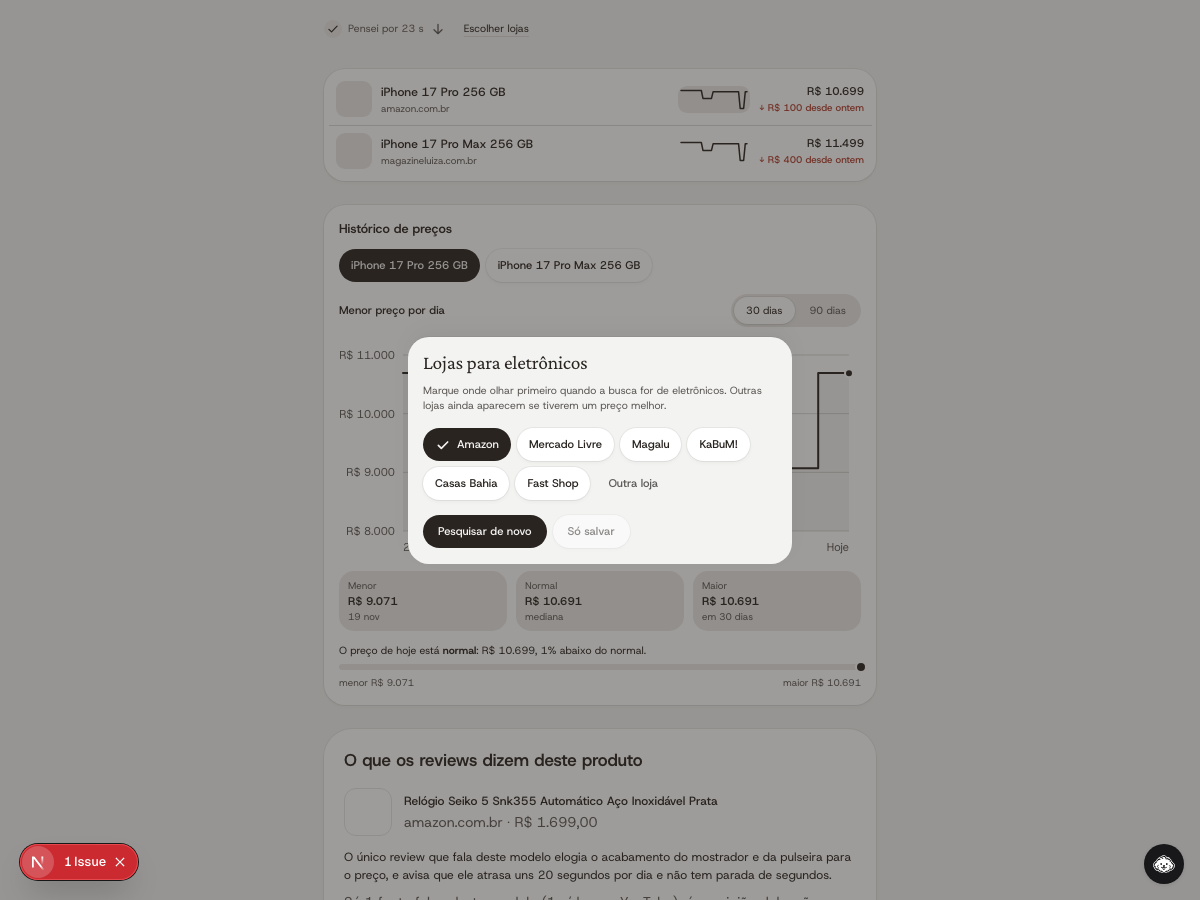 Pensei por 23 s
Escolher lojas
iPhone 17 Pro 256 GB
amazon.com.br
R$ 10.699
↓ R$ 100 desde ontem
iPhone 17 Pro Max 256 GB
magazineluiza.com.br
R$ 11.499
↓ R$ 400 desde ontem
Histórico de preços
iPhone 17 Pro 256 GB
iPhone 17 Pro Max 256 GB
Menor preço por dia
30 dias
90 dias
R$ 11.000
R$ 10.000
R$ 9.000
R$ 8.000
Hoje
Lojas para eletrônicos
Marque onde olhar primeiro quando a busca for de eletrônicos. Outras
lojas ainda aparecem se tiverem um preço melhor.
Amazon
Mercado Livre
Magalu
KaBuM!
Casas Bahia
Fast Shop
Outra loja
Pesquisar de novo
Só salvar
Menor
R$ 9.071
19 nov
Normal
R$ 10.691
mediana
Maior
R$ 10.691
em 30 dias
O preço de hoje está normal: R$ 10.699, 1% abaixo do normal.
menor R$ 9.071
maior R$ 10.691
O que os reviews dizem deste produto
Relógio Seiko 5 Snk355 Automático Aço Inoxidável Prata
amazon.com.br · R$ 1.699,00
O único review que fala deste modelo elogia o acabamento do mostrador e da pulseira para
o preço, e avisa que ele atrasa uns 20 segundos por dia e não tem parada de segundos.
N
1 Issue